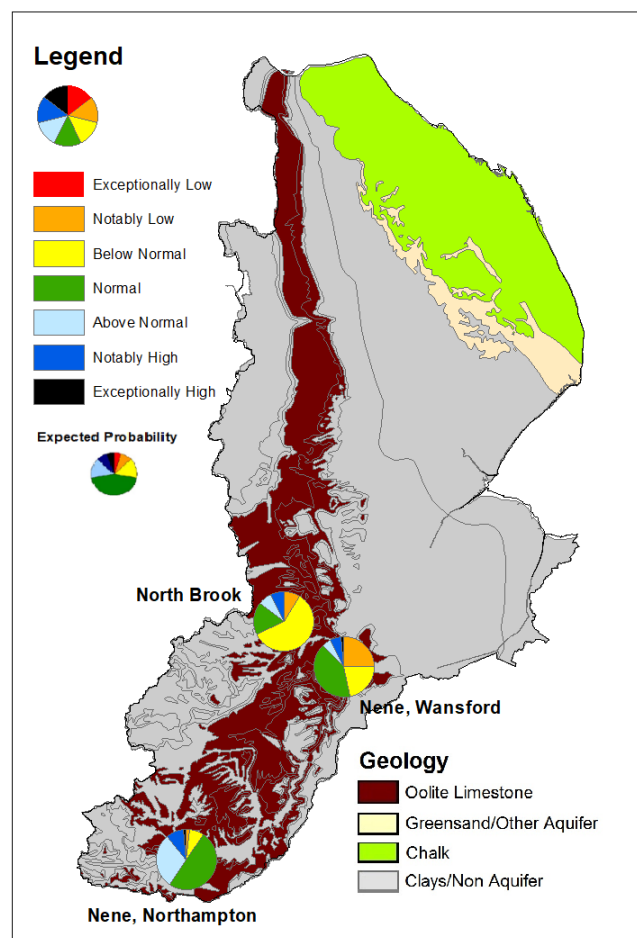 Legend
Exceptionally Low
Notably Low
Below Normal
Normal
Above Normal
Notably High
Exceptionally High
Expected Probability
North Brook
Nene, Wansford
Nene, Northampton
Geology
Oolite Limestone
Greensand/Other Aquifer
Chalk
Clays/Non Aquifer